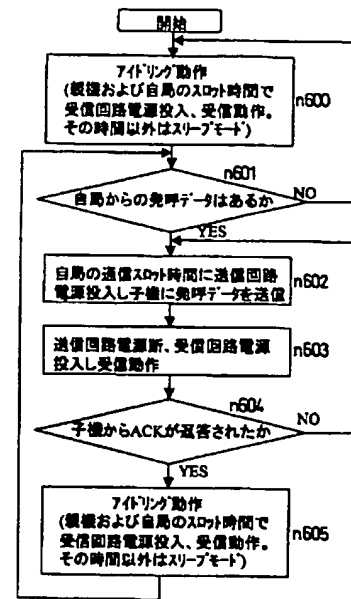 開始
アイドリング動作
(親機および自局のスロット時間で
受信回路電源投入、受信動作。
その時間以外はスリープモード)
n600
n601
自局からの発呼データはあるか
NO
YES
自局の通信スロット時間に送信回路
電源投入し子機に発呼データを送信
n602
送信回路電源断、受信回路電源
投入し受信動作
n603
n604
子機からACKが返答されたか
NO
YES
アイドリング動作
(親機および自局のスロット時間で
受信回路電源投入、受信動作。
その時間以外はスリープモード)
n605